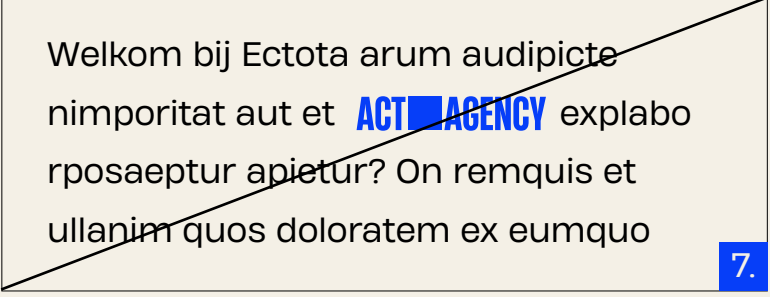 Welkom bij Ectota arum audipicte
nimporitat aut et ACT AGENCY explabo
rposaeptur apietur? On remquis et
ullanim quos doloratem ex eumquo
7.